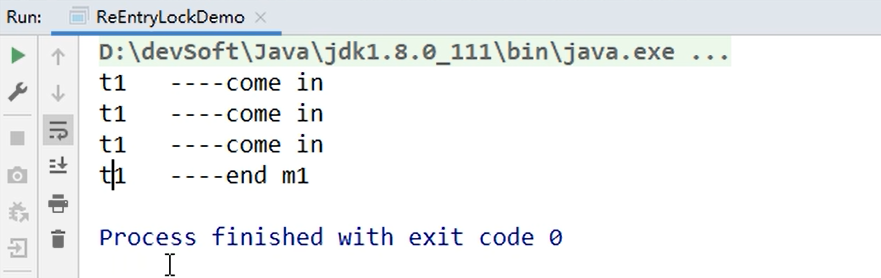 Run: ReEntryLockDemo
D:\devSoft\Java\jdk1.8.0_111\bin\java.exe ...
t1 ----come in
t1 ----come in
t1 ----come in
t1 ----end m1
Process finished with exit code 0